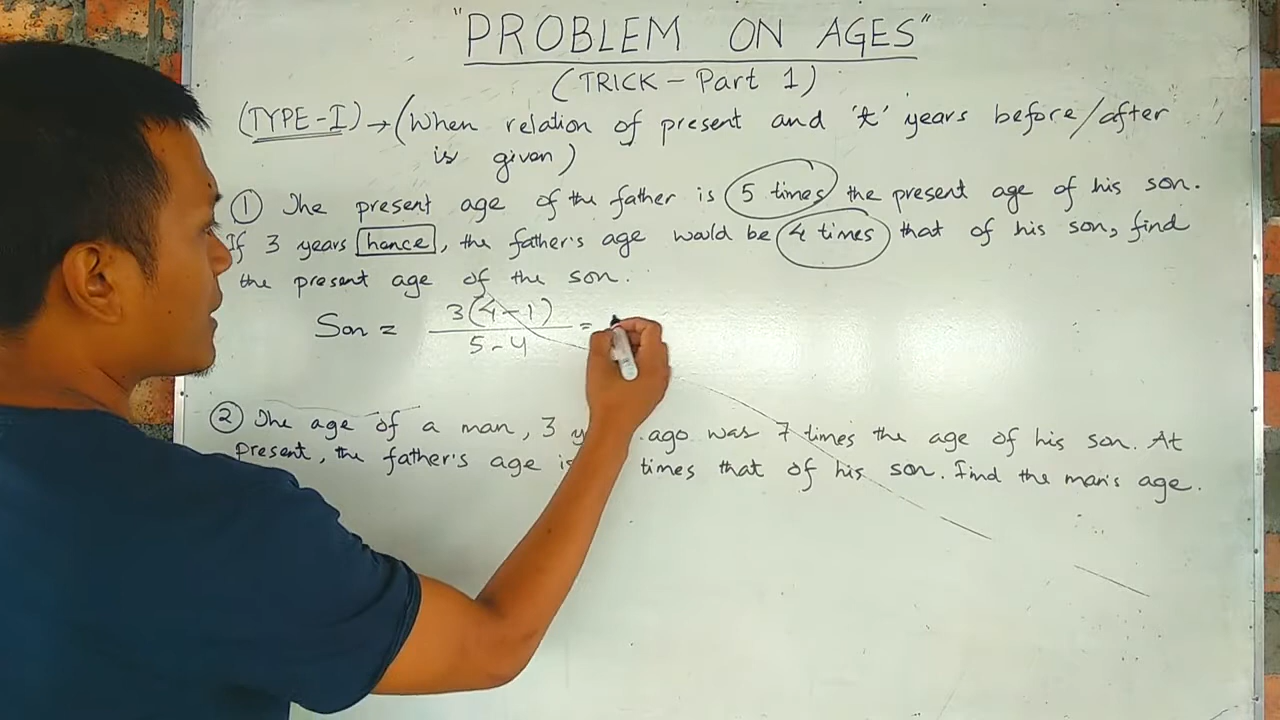 "PROBLEM ON AGES"
(TRICK - Part 1)
(TYPE-I) → (When relation of present and 't' years before/after
is given)
① The present age of the father is 5 times the present age of his son.
If 3 years hence, the father's age would be 4 times that of his son, find
the present age of the son.
Son = 3(4-1)
5-4
=
② The age of a man, 3 ago was 7 times the age of his son. At
present, the father's age times that of his son. Find the man's age.